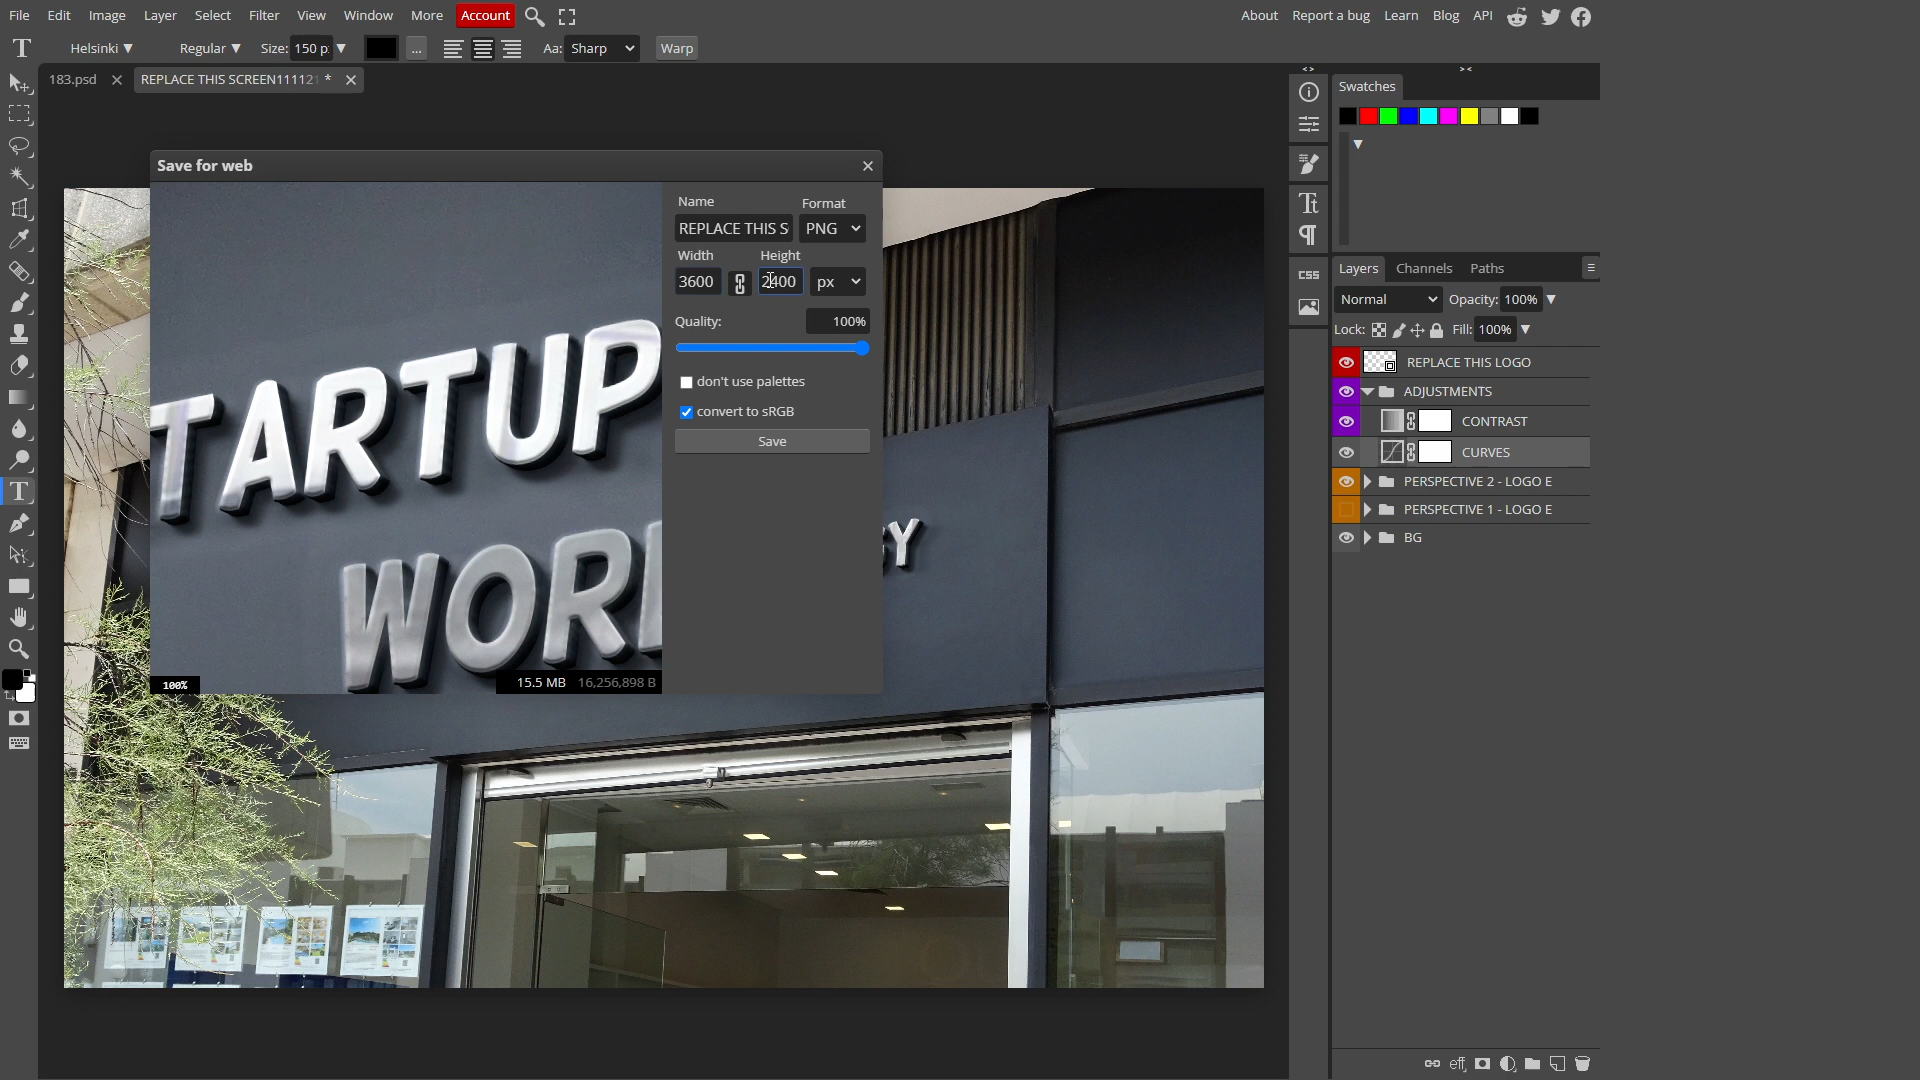 File Edit Image Layer Select Filter View Window More Account
About Report a bug Learn Blog API
Helsinki ▼ Regular ▼ Size: 150 p ▼ ... Aa: Sharp Warp
183.psd × REPLACE THIS SCREEN11112 * ×
Save for web ×
Name Format
REPLACE THIS S PNG
Width Height
3600 2400 px
Quality: 100%
don't use palettes
convert to sRGB
Save
TARTUP
WOR
Y
100% 15.5 MB 16,256,898 B
CSS
Swatches
Layers Channels Paths
Normal Opacity: 100% ▼
Lock: Fill: 100% ▼
REPLACE THIS LOGO
ADJUSTMENTS
CONTRAST
CURVES
PERSPECTIVE 2 - LOGO E
PERSPECTIVE 1 - LOGO E
BG
eff